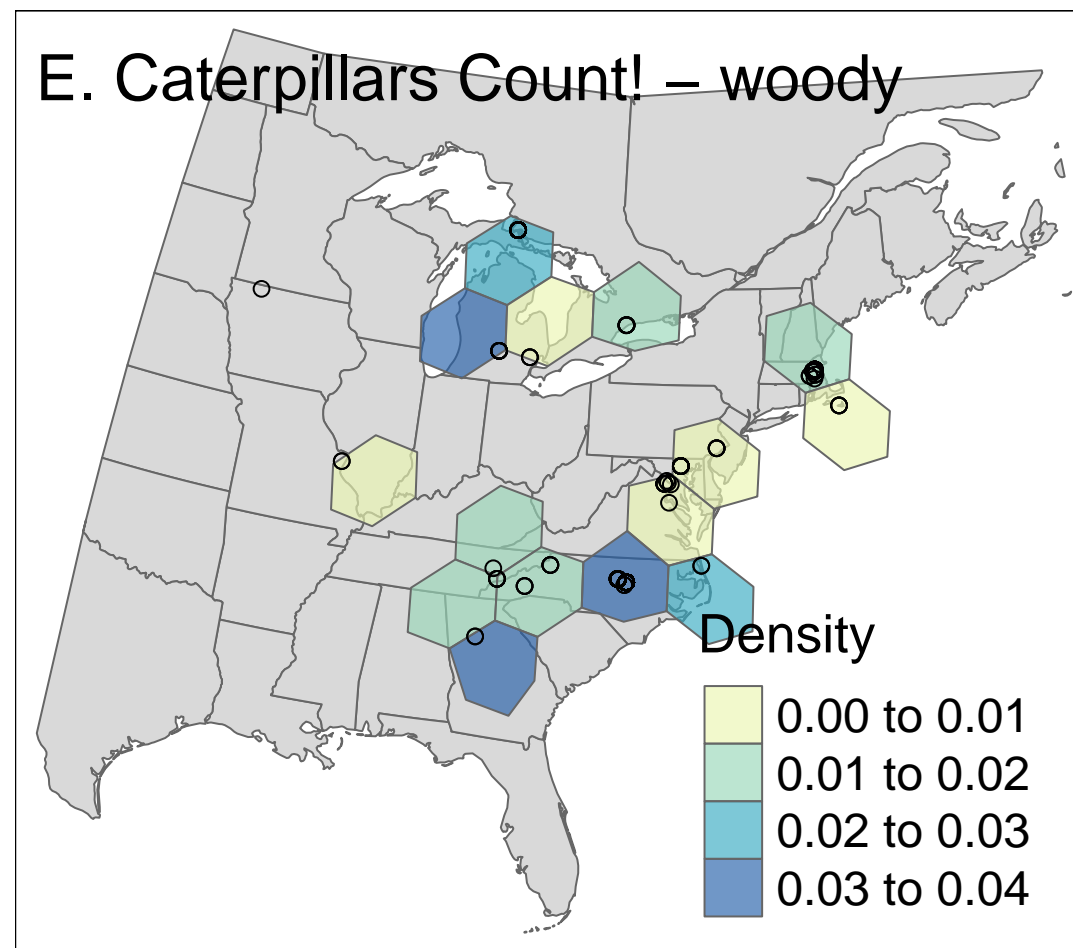 E. Caterpillars Count! – woody
Density
0.00 to 0.01
0.01 to 0.02
0.02 to 0.03
0.03 to 0.04